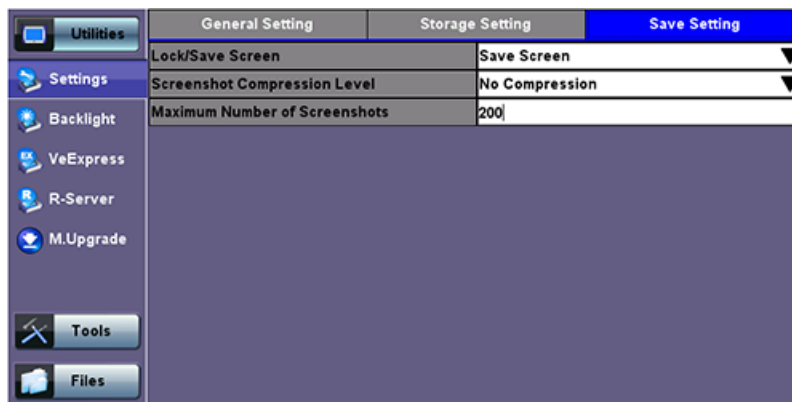 Utilities
Settings
Backlight
EX
VeExpress
R
R-Server
M.Upgrade
Tools
Files
General Setting
Storage Setting
Save Setting
Lock/Save Screen
Save Screen
Screenshot Compression Level
No Compression
Maximum Number of Screenshots
200